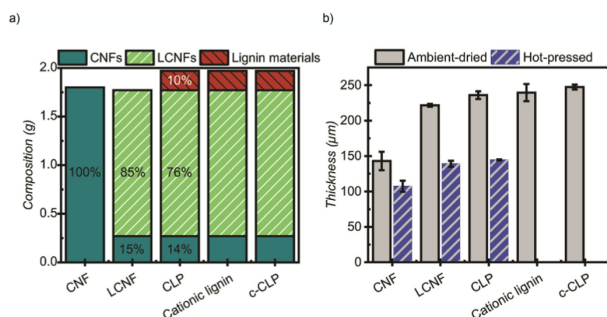 a)
CNFs LCNFs Lignin materials
2.0
1.5
1.0
0.5
0.0
Composition (g)
100%
85%
15%
10%
76%
14%
CNF
LCNF
CLP
Cationic lignin
c-CLP
b)
Ambient-dried Hot-pressed
250
200
150
100
50
0
Thickness (μm)
CNF
LCNF
CLP
Cationic lignin
c-CLP